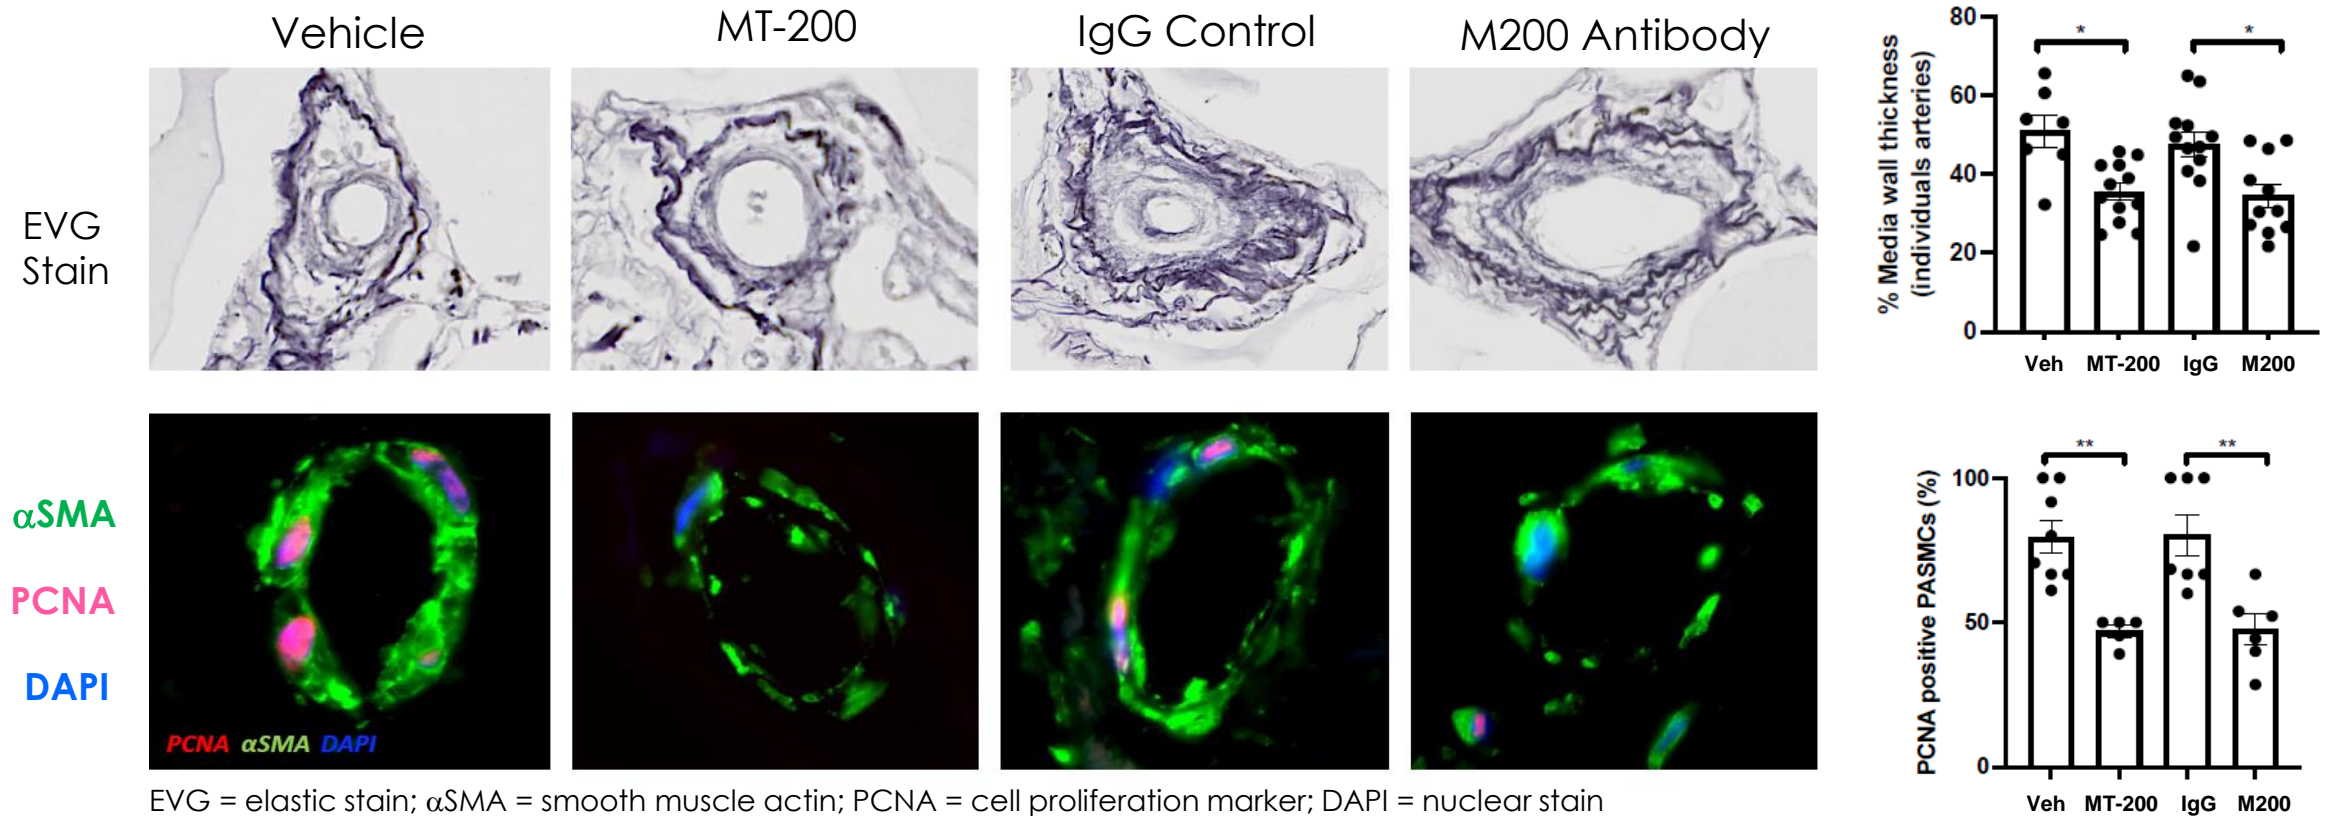 Vehicle
MT-200
IgG Control
M200 Antibody
EVG
Stain
% Media wall thickness
(individuals arteries)
80
60
40
20
0
*
*
Veh
MT-200
IgG
M200
αSMA
PCNA
DAPI
PCNA αSMA DAPI
PCNA positive PASMCs (%)
100
50
0
**
**
Veh
MT-200
IgG
M200
EVG = elastic stain; αSMA = smooth muscle actin; PCNA = cell proliferation marker; DAPI = nuclear stain